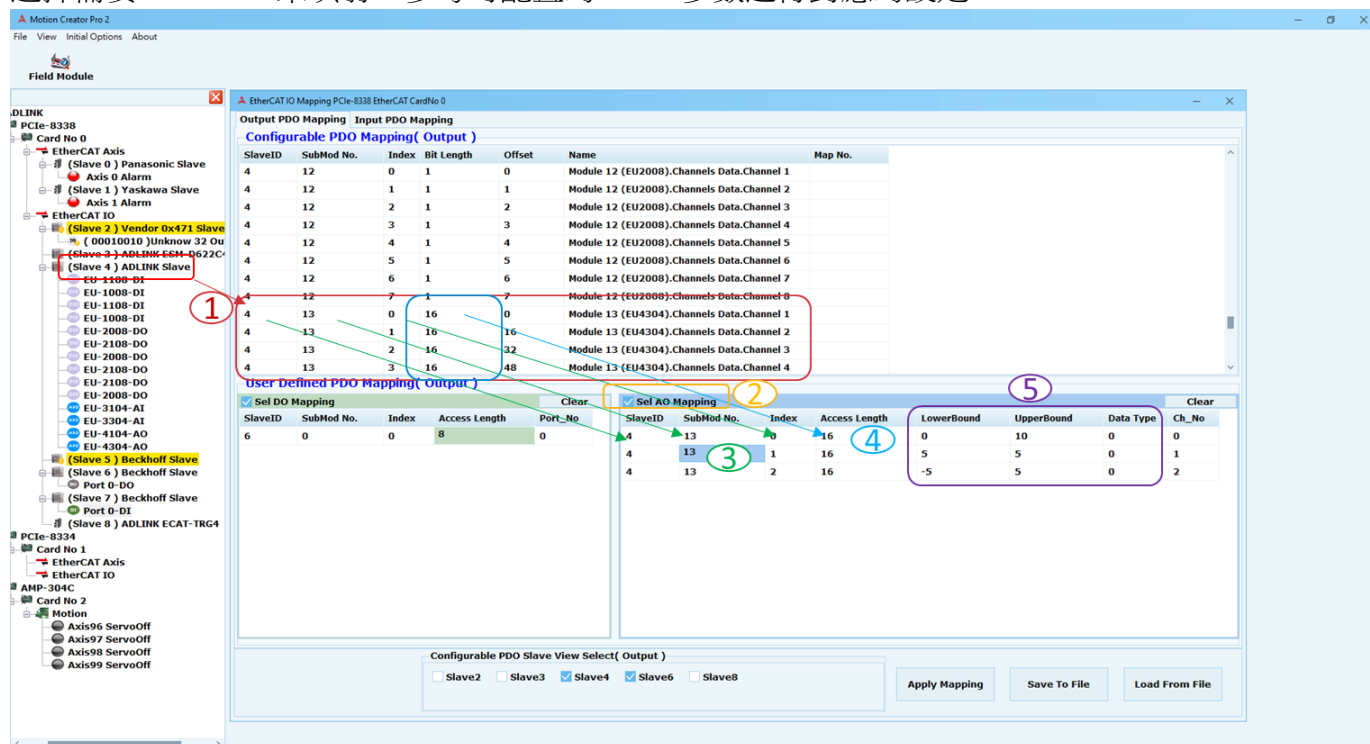 Motion Creator Pro 2
File View Initial Options About
Field Module
DLINK
PCIe-8338
Card No 0
EtherCAT Axis
(Slave 0 ) Panasonic Slave
Axis 0 Alarm
(Slave 1 ) Yaskawa Slave
Axis 1 Alarm
EtherCAT IO
(Slave 2 ) Vendor 0x471 Slave
( 00010010 )Unknow 32 Ou
(Slave 3 ) ADLINK ESM-D622C4
(Slave 4 ) ADLINK Slave
EU-1108-DI
EU-1008-DI
EU-1108-DI
EU-1008-DI
EU-2008-DO
EU-2108-DO
EU-2008-DO
EU-2108-DO
EU-2108-DO
EU-2008-DO
EU-3104-AI
EU-3304-AI
EU-4104-AO
EU-4304-AO
(Slave 5 ) Beckhoff Slave
(Slave 6 ) Beckhoff Slave
Port 0-DO
(Slave 7 ) Beckhoff Slave
Port 0-DI
(Slave 8 ) ADLINK ECAT-TRG4
PCIe-8334
Card No 1
EtherCAT Axis
EtherCAT IO
AMP-304C
Card No 2
Motion
Axis96 ServoOff
Axis97 ServoOff
Axis98 ServoOff
Axis99 ServoOff
EtherCAT IO Mapping PCIe-8338 EtherCAT CardNo 0
Output PDO Mapping Input PDO Mapping
Configurable PDO Mapping( Output )
SlaveID SubMod No. Index Bit Length Offset Name Map No.
4 12 0 1 0 Module 12 (EU2008).Channels Data.Channel 1
4 12 1 1 1 Module 12 (EU2008).Channels Data.Channel 2
4 12 2 1 2 Module 12 (EU2008).Channels Data.Channel 3
4 12 3 1 3 Module 12 (EU2008).Channels Data.Channel 4
4 12 4 1 4 Module 12 (EU2008).Channels Data.Channel 5
4 12 5 1 5 Module 12 (EU2008).Channels Data.Channel 6
4 12 6 1 6 Module 12 (EU2008).Channels Data.Channel 7
4 12 7 1 7 Module 12 (EU2008).Channels Data.Channel 8
4 13 0 16 0 Module 13 (EU4304).Channels Data.Channel 1
4 13 1 16 16 Module 13 (EU4304).Channels Data.Channel 2
4 13 2 16 32 Module 13 (EU4304).Channels Data.Channel 3
4 13 3 16 48 Module 13 (EU4304).Channels Data.Channel 4
1
User Defined PDO Mapping( Output )
Sel DO Mapping Clear
SlaveID SubMod No. Index Access Length Port_No
6 0 0 8 0
Sel AO Mapping Clear
2
5
SlaveID SubMod No. Index Access Length LowerBound UpperBound Data Type Ch_No
4 13 0 16 0 10 0 0
4 13 1 16 5 5 0 1
4 13 2 16 -5 5 0 2
3
4
Configurable PDO Slave View Select( Output )
Slave2 Slave3 Slave4 Slave6 Slave8
Apply Mapping Save To File Load From File